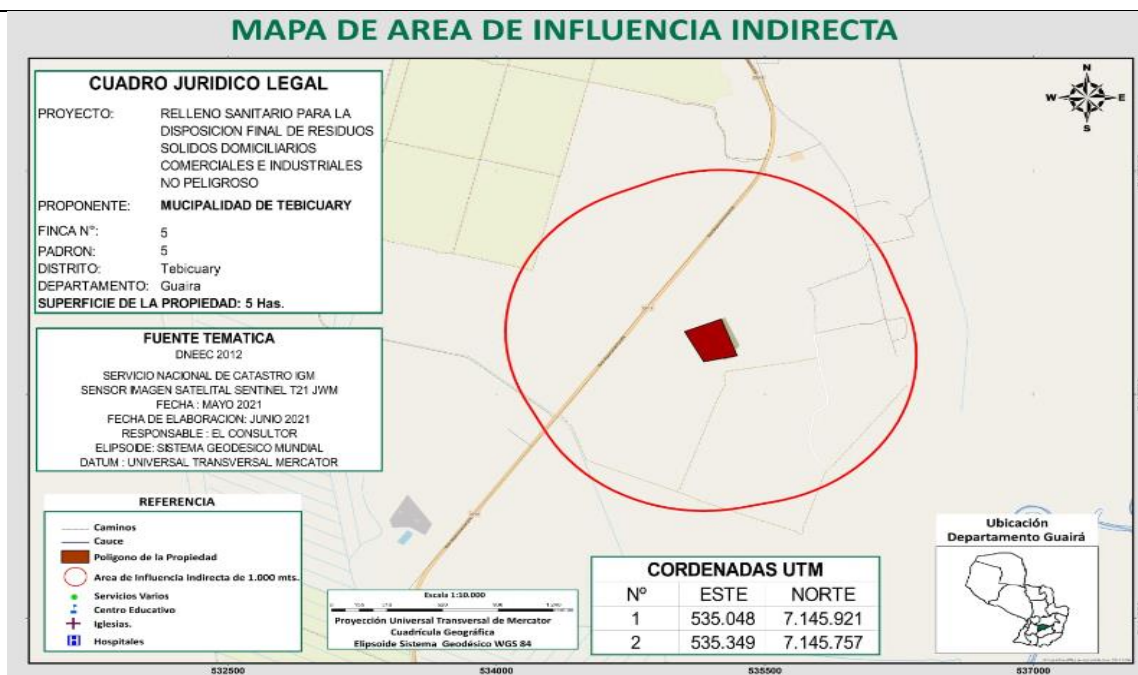 MAPA DE AREA DE INFLUENCIA INDIRECTA
CUADRO JURIDICO LEGAL
PROYECTO: RELLENO SANITARIO PARA LA
DISPOSICION FINAL DE RESIDUOS
SOLIDOS DOMICILIARIOS
COMERCIALES E INDUSTRIALES
NO PELIGROSO
PROPONENTE: MUCIPALIDAD DE TEBICUARY
FINCA N°: 5
PADRON: 5
DISTRITO: Tebicuary
DEPARTAMENTO: Guaira
SUPERFICIE DE LA PROPIEDAD: 5 Has.
FUENTE TEMATICA
DNEEC 2012
SERVICIO NACIONAL DE CATASTRO IGM
SENSOR IMAGEN SATELITAL SENTINEL T21 JWM
FECHA : MAYO 2021
FECHA DE ELABORACION: JUNIO 2021
RESPONSABLE : EL CONSULTOR
ELIPSOIDE: SISTEMA GEODESICO MUNDIAL
DATUM : UNIVERSAL TRANSVERSAL MERCATOR
REFERENCIA
Caminos
Cauce
Poligono de la Propiedad
Area de Influencia Indirecta de 1.000 mts.
Servicios Varios
Centro Educativo
Iglesias.
H Hospitales
Escala 1:10.000
Proyección Universal Transversal de Mercator
Cuadrícula Geográfica
Elipsoide Sistema Geodésico WGS 84
CORDENADAS UTM
Nº ESTE NORTE
1 535.048 7.145.921
2 535.349 7.145.757
N
W E
S
Ubicación
Departamento Guairá
532500 534000 535500 537000